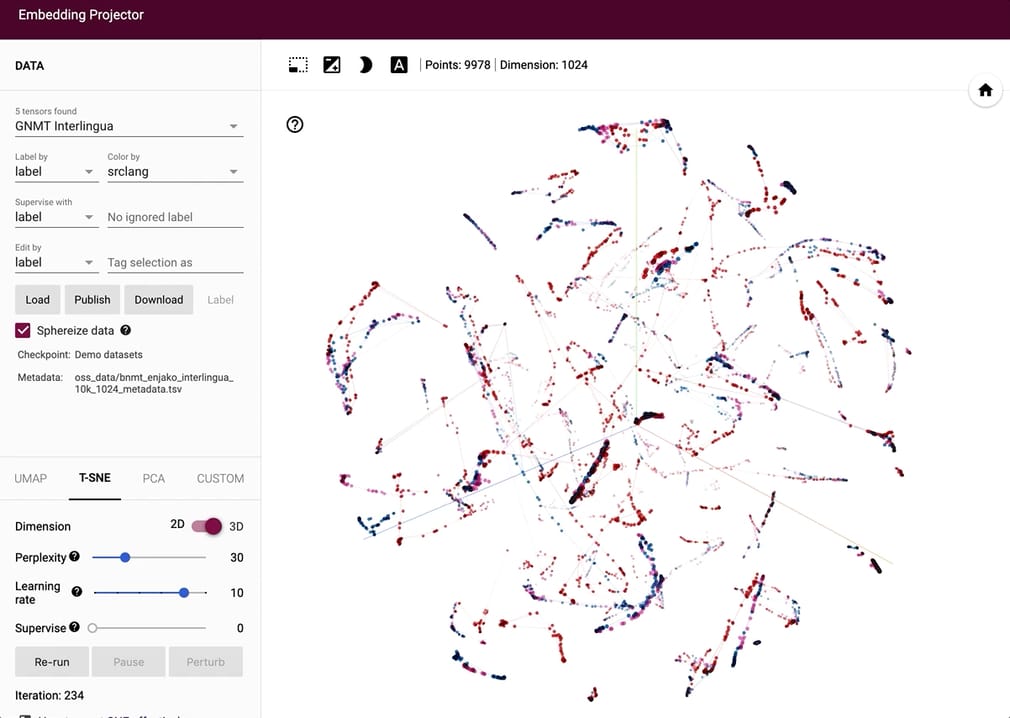 Embedding Projector
DATA
A
Points: 9978
Dimension: 1024
5 tensors found
GNMT Interlingua
Label by
label
Color by
srclang
Supervise with
label
No ignored label
Edit by
label
Tag selection as
Load
Publish
Download
Label
Sphereize data
Checkpoint: Demo datasets
Metadata: oss_data/bnmt_enjako_interlingua_
10k_1024_metadata.tsv
UMAP
T-SNE
PCA
CUSTOM
Dimension
2D
3D
Perplexity
30
Learning
rate
10
Supervise
0
Re-run
Pause
Perturb
Iteration: 234